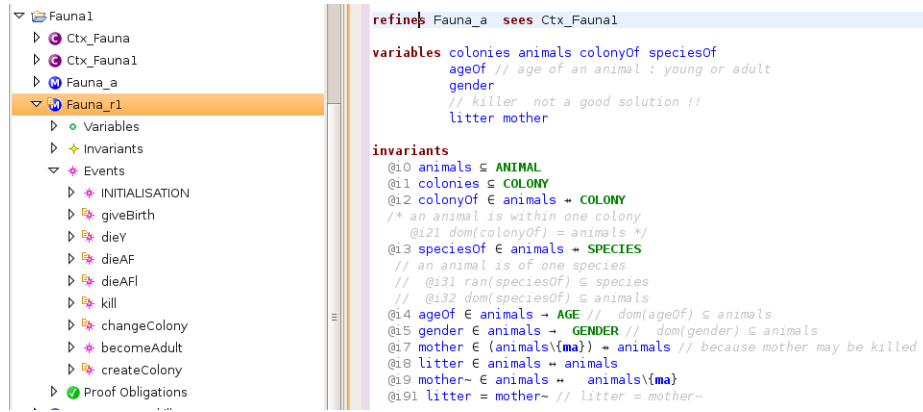 Fauna1
Ctx_Fauna
Ctx_Fauna1
Fauna_a
Fauna_r1
Variables
Invariants
Events
INITIALISATION
giveBirth
dieY
dieAF
dieAFl
kill
changeColony
becomeAdult
createColony
Proof Obligations
refines Fauna_a sees Ctx_Fauna1
variables colonies animals colonyOf speciesOf
ageOf // age of an animal : young or adult
gender
// killer not a good solution !!
litter mother
invariants
@i0 animals ⊆ ANIMAL
@i1 colonies ⊆ COLONY
@i2 colonyOf ∈ animals ⇸ COLONY
/* an animal is within one colony
@i21 dom(colonyOf) = animals */
@i3 speciesOf ∈ animals ⇸ SPECIES
// an animal is of one species
// @i31 ran(speciesOf) ⊆ species
// @i32 dom(speciesOf) ⊆ animals
@i4 ageOf ∈ animals → AGE // dom(ageOf) ⊆ animals
@i5 gender ∈ animals → GENDER // dom(gender) ⊆ animals
@i7 mother ∈ (animals\{ma}) ⇸ animals // because mother may be killed
@i8 litter ∈ animals ↔ animals
@i9 mother~ ∈ animals ↔ animals\{ma}
@i91 litter = mother~ // litter = mother~